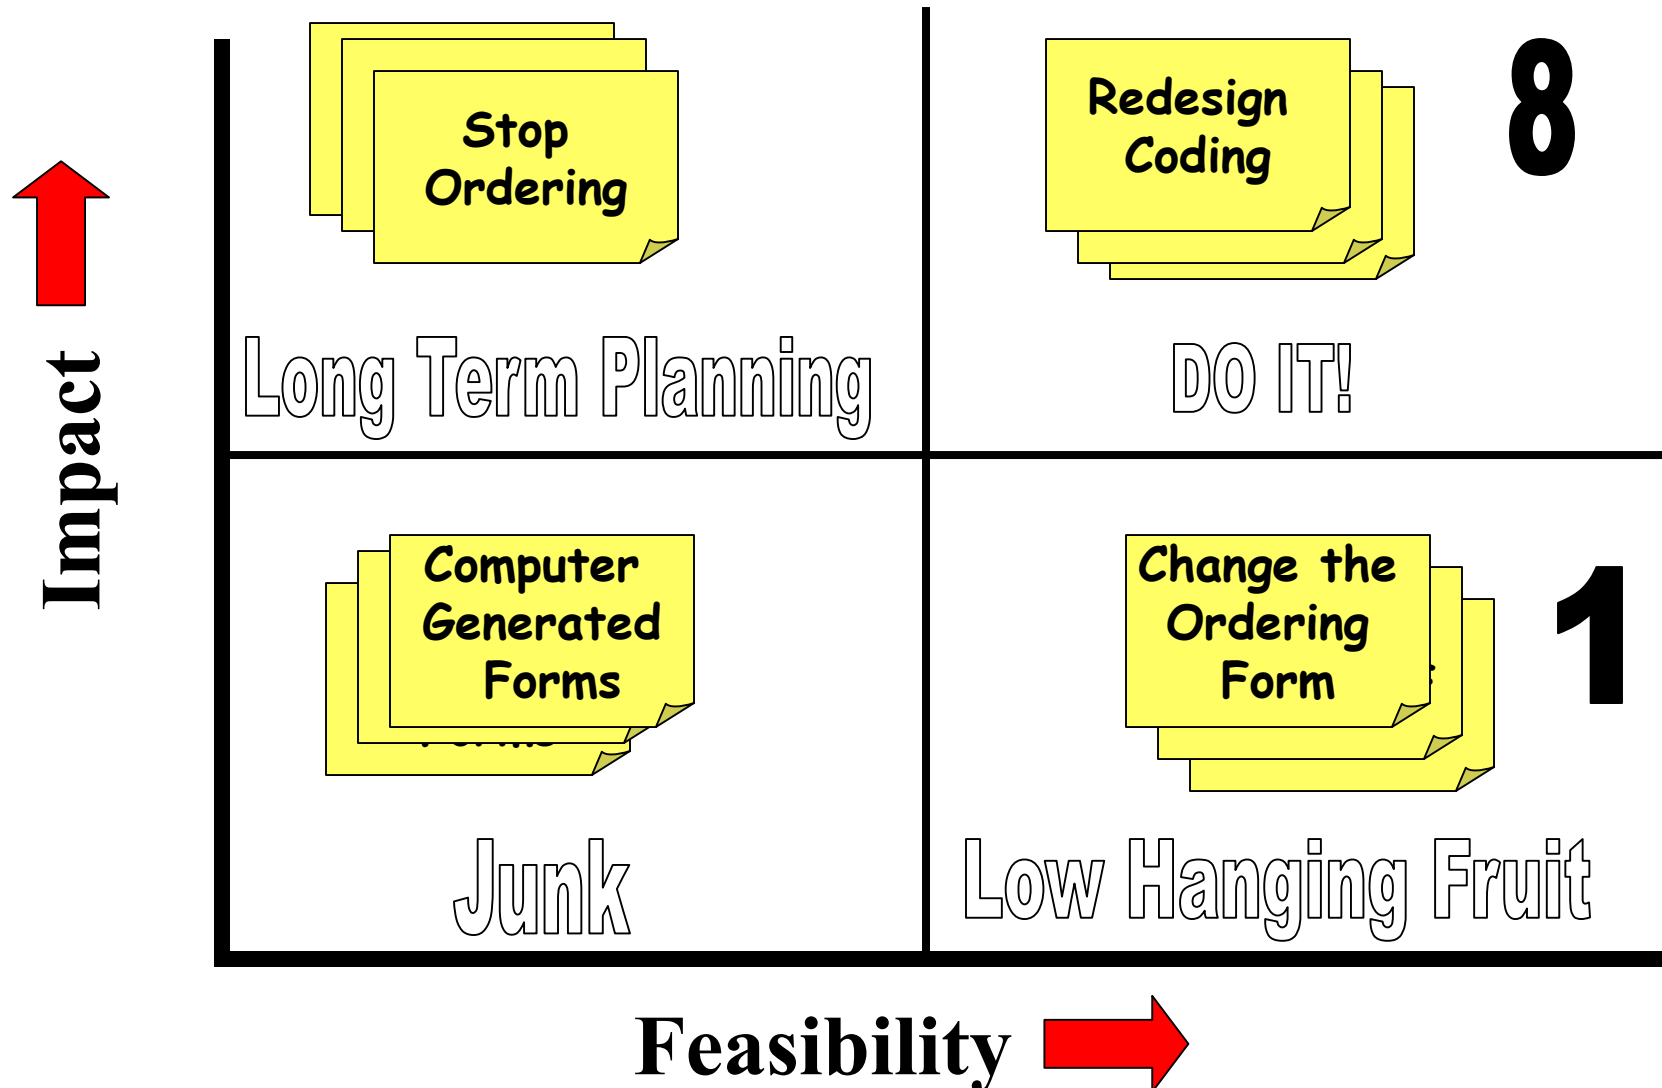 Stop
Ordering
Redesign
Coding
8
Long Term Planning
DO IT!
Impact
Computer
Generated
Forms
Change the
Ordering
Form
1
Junk
Low Hanging Fruit
Feasibility